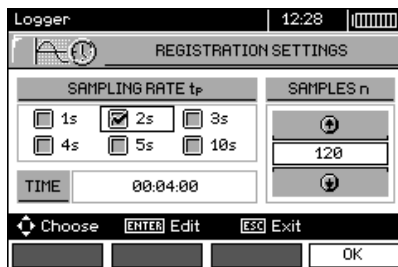 Logger 12:28
REGISTRATION SETTINGS
SAMPLING RATE tP SAMPLES n
1s 2s 3s
4s 5s 10s
120
TIME 00:04:00
Choose ENTER Edit ESC Exit
OK